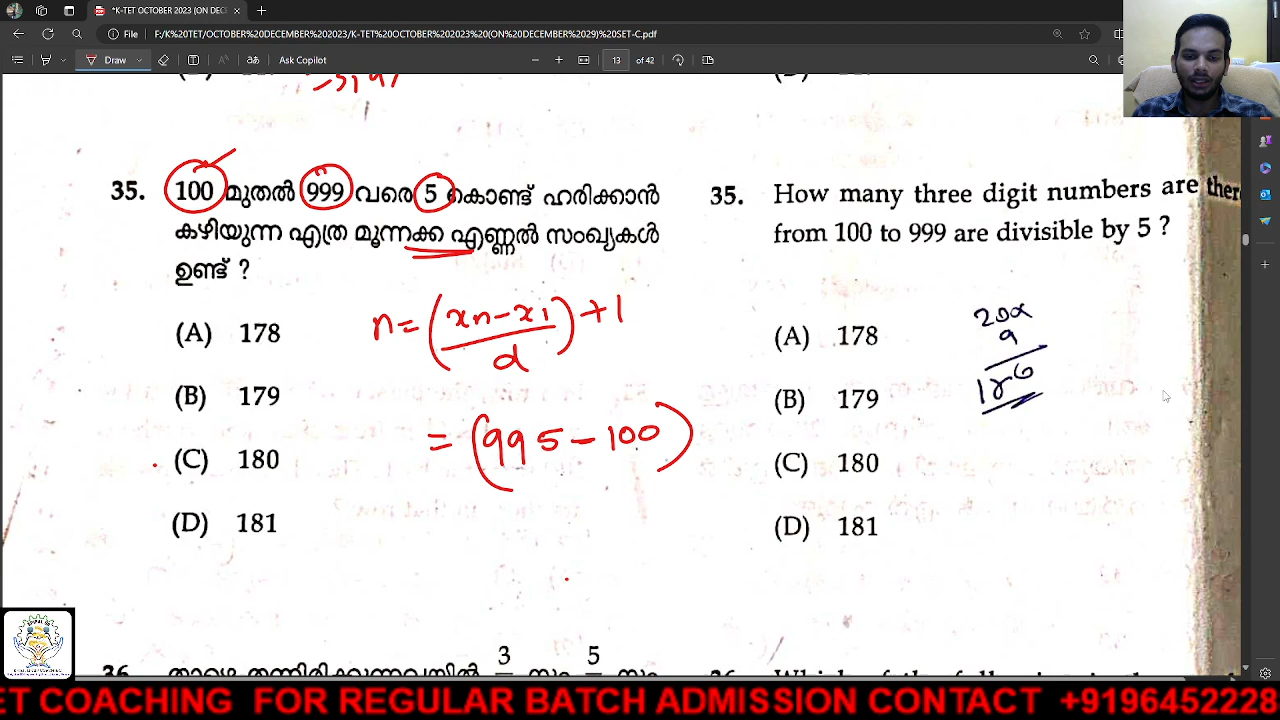 *K-TET OCTOBER 2023 (ON DEC
File F:/K%20TET/OCTOBER%20DECEMBER%202023/K-TET%20OCTOBER%202023%20(ON%20DECEMBER%2029)%20SET-C.pdf
Draw Ask Copilot 13 of 42
35. 100 മുതൽ 999 വരെ 5 കൊണ്ട് ഹരിക്കാൻ
കഴിയുന്ന എത്ര മൂന്നക്ക എണ്ണൽ സംഖ്യകൾ
ഉണ്ട് ?
(A) 178
(B) 179
(C) 180
(D) 181
n = (xn - x1 / d) + 1
= (995 - 100)
35. How many three digit numbers are there
from 100 to 999 are divisible by 5 ?
(A) 178
(B) 179
(C) 180
(D) 181
3 5
ET COACHING FOR REGULAR BATCH ADMISSION CONTACT +9196452228